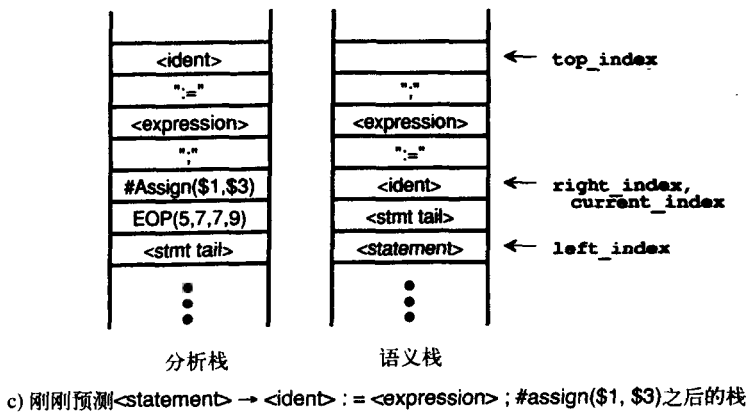 <ident>
":="
<expression>
";"
#Assign($1,$3)
EOP(5,7,7,9)
<stmt tail>
分析栈
";"
<expression>
":="
<ident>
<stmt tail>
<statement>
语义栈
top_index
right_index,
current_index
left_index
c) 刚刚预测<statement> → <ident> : = <expression> ; #assign($1, $3)之后的栈